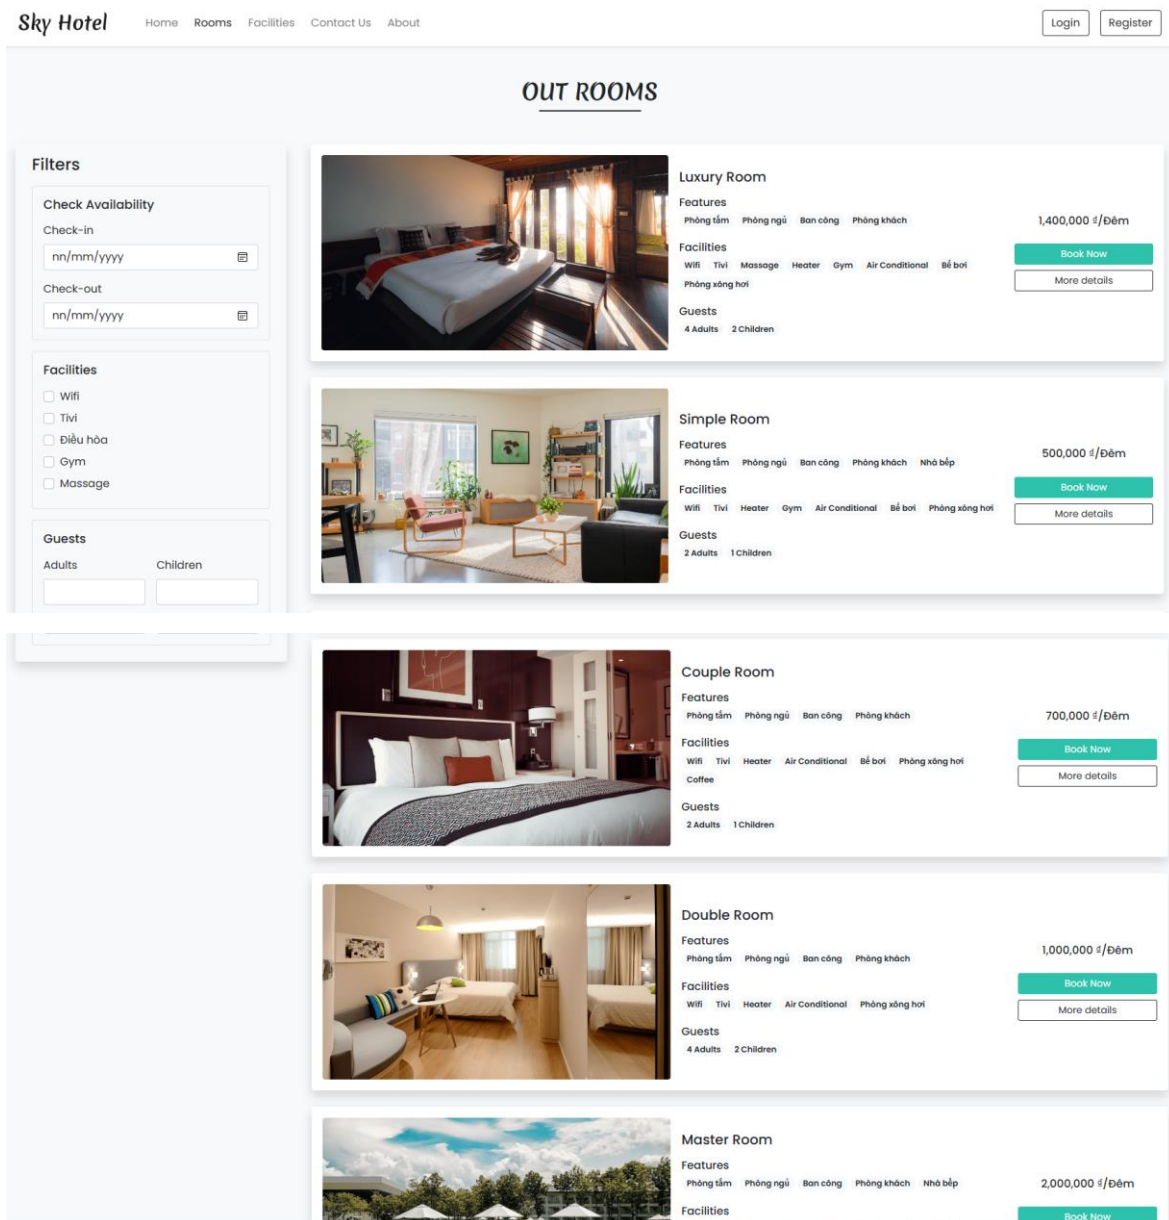 Sky Hotel Home Rooms Facilities Contact Us About Login Register
OUT ROOMS
Filters
Check Availability
Check-in
nn/mm/yyyy
Check-out
nn/mm/yyyy
Facilities
Wifi
Tivi
Điều hòa
Gym
Massage
Guests
Adults Children
Luxury Room
Features
Phòng tắm Phòng ngủ Ban công Phòng khách
Facilities
Wifi Tivi Massage Heater Gym Air Conditional Bể bơi
Phòng xông hơi
Guests
4 Adults 2 Children
1,400,000 ₫/Đêm
Book Now
More details
Simple Room
Features
Phòng tắm Phòng ngủ Ban công Phòng khách Nhà bếp
Facilities
Wifi Tivi Heater Gym Air Conditional Bể bơi Phòng xông hơi
Guests
2 Adults 1 Children
500,000 ₫/Đêm
Book Now
More details
Couple Room
Features
Phòng tắm Phòng ngủ Ban công Phòng khách
Facilities
Wifi Tivi Heater Air Conditional Bể bơi Phòng xông hơi
Coffee
Guests
2 Adults 1 Children
700,000 ₫/Đêm
Book Now
More details
Double Room
Features
Phòng tắm Phòng ngủ Ban công Phòng khách
Facilities
Wifi Tivi Heater Air Conditional Phòng xông hơi
Guests
4 Adults 2 Children
1,000,000 ₫/Đêm
Book Now
More details
Master Room
Features
Phòng tắm Phòng ngủ Ban công Phòng khách Nhà bếp
Facilities
2,000,000 ₫/Đêm
Book Now